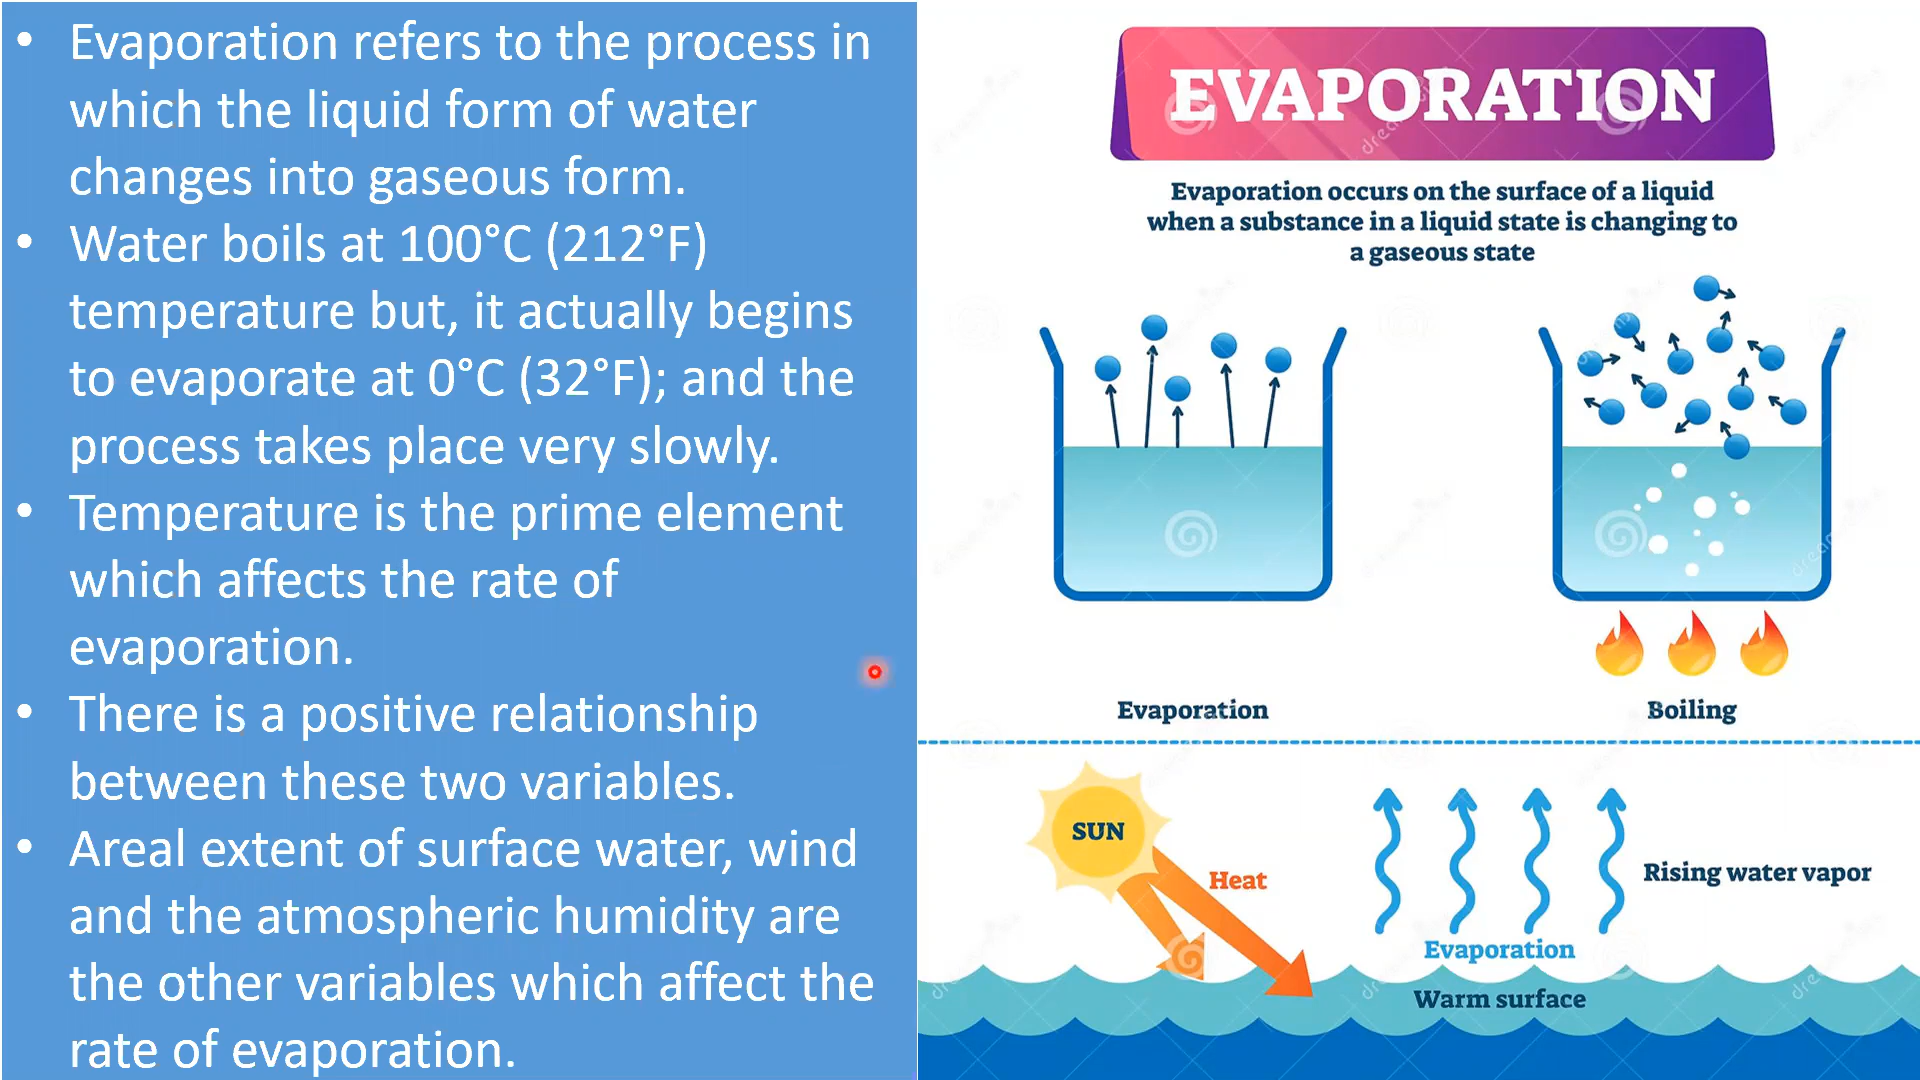 • Evaporation refers to the process in
which the liquid form of water
changes into gaseous form.
• Water boils at 100°C (212°F)
temperature but, it actually begins
to evaporate at 0°C (32°F); and the
process takes place very slowly.
• Temperature is the prime element
which affects the rate of
evaporation.
• There is a positive relationship
between these two variables.
• Areal extent of surface water, wind
and the atmospheric humidity are
the other variables which affect the
rate of evaporation.
EVAPORATION
Evaporation occurs on the surface of a liquid
when a substance in a liquid state is changing to
a gaseous state
Evaporation
Boiling
SUN
Heat
Rising water vapor
Evaporation
Warm surface